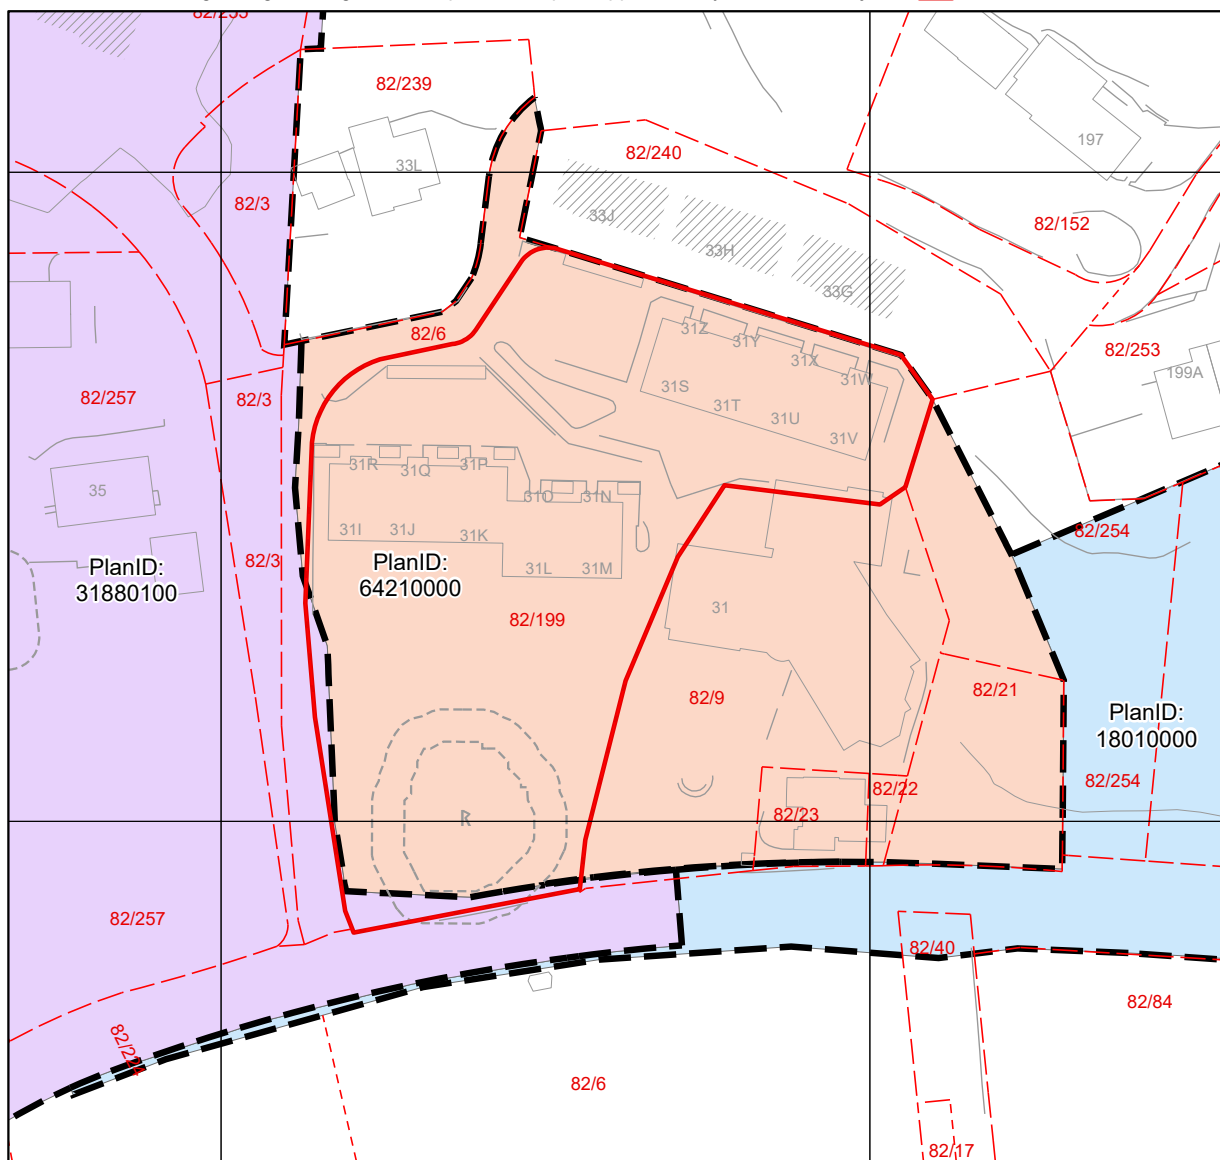 82/239
33L
197
82/240
82/3
33J
82/152
33H
33G
31Z
82/6
31Y
82/253
31X
199A
31W
31S
82/257
82/3
31T
31U
31V
31R
31Q
31P
35
31O
31N
31I
31J
31K
82/254
82/3
PlanID:
31880100
PlanID:
64210000
31L
31M
31
82/199
82/9
82/21
PlanID:
18010000
82/254
82/22
82/23
R
82/257
82/40
82/84
82/6
82/17